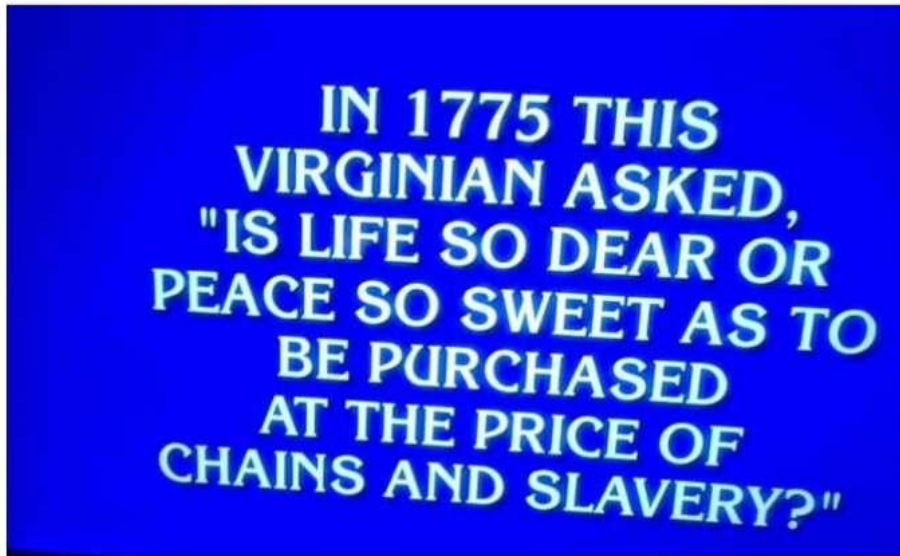 IN 1775 THIS
VIRGINIAN ASKED,
"IS LIFE SO DEAR OR
PEACE SO SWEET AS TO
BE PURCHASED
AT THE PRICE OF
CHAINS AND SLAVERY?"